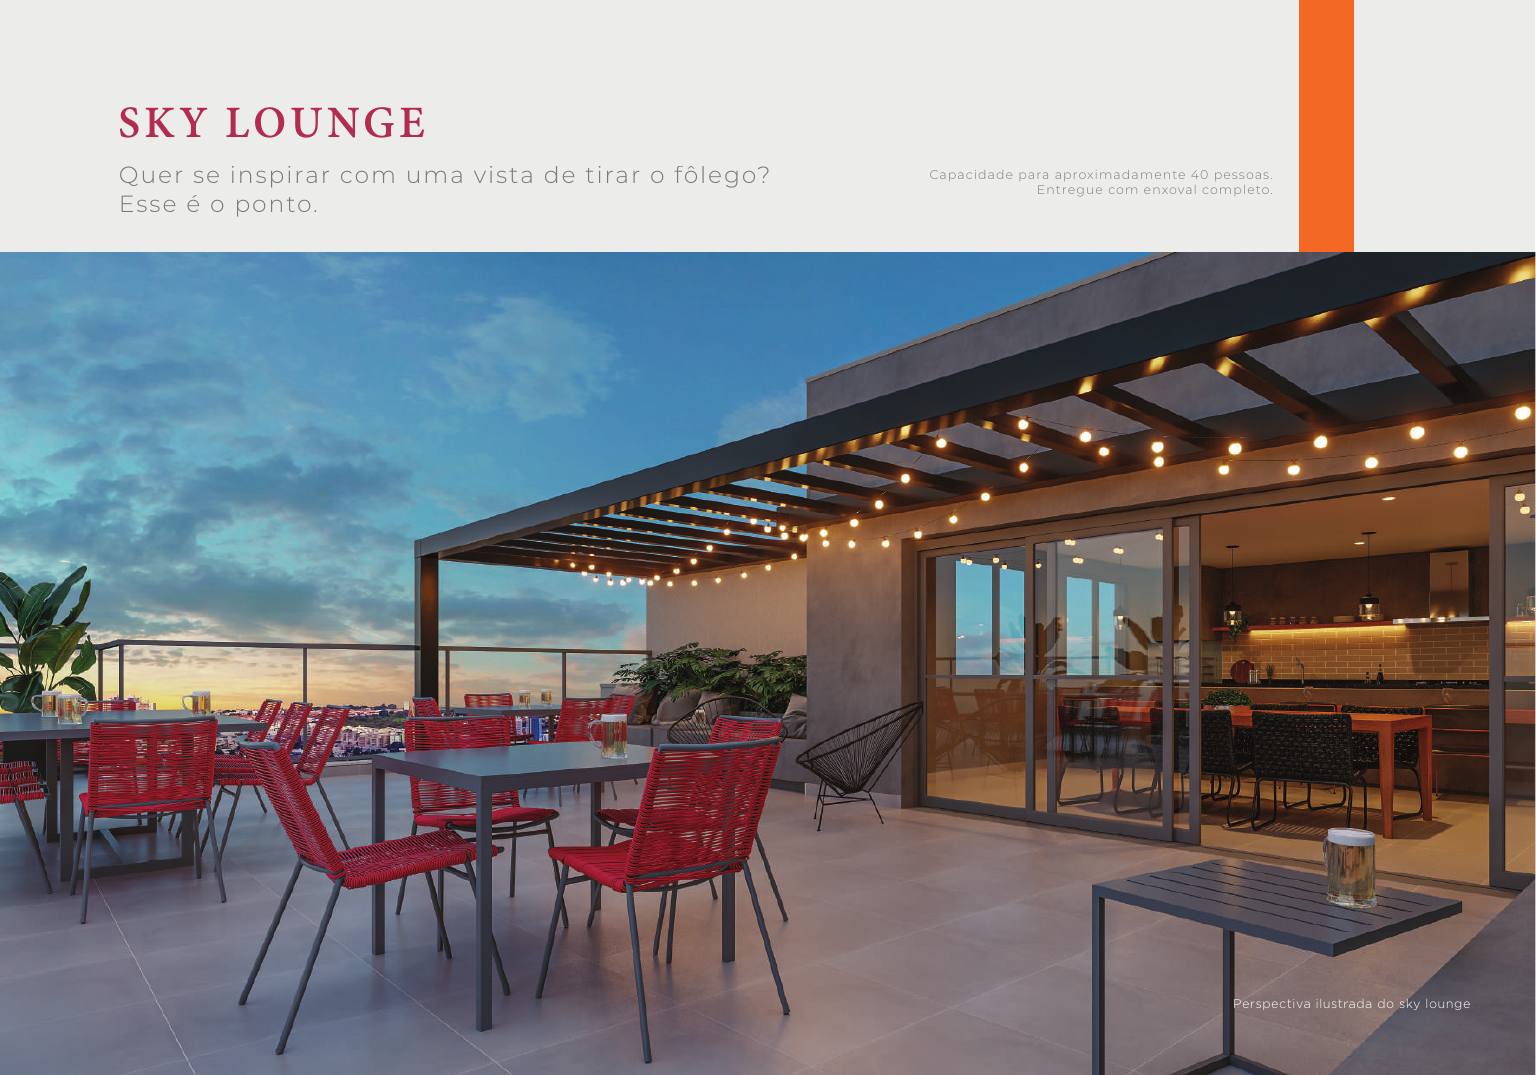 SKY LOUNGE
Quer se inspirar com uma vista de tirar o fôlego?
Esse é o ponto.
Capacidade para aproximadamente 40 pessoas.
Entregue com enxoval completo.
Perspectiva ilustrada do sky lounge